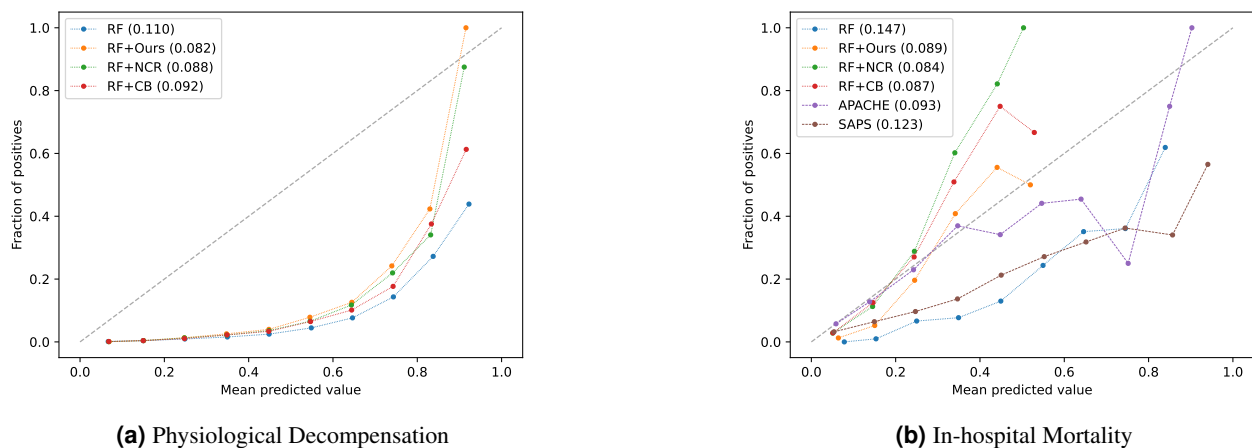 RF (0.110)
RF+Ours (0.082)
RF+NCR (0.088)
RF+CB (0.092)
1.0
0.8
0.6
0.4
0.2
0.0
Fraction of positives
0.0 0.2 0.4 0.6 0.8 1.0
Mean predicted value
(a) Physiological Decompensation
RF (0.147)
RF+Ours (0.089)
RF+NCR (0.084)
RF+CB (0.087)
APACHE (0.093)
SAPS (0.123)
1.0
0.8
0.6
0.4
0.2
0.0
Fraction of positives
0.0 0.2 0.4 0.6 0.8 1.0
Mean predicted value
(b) In-hospital Mortality